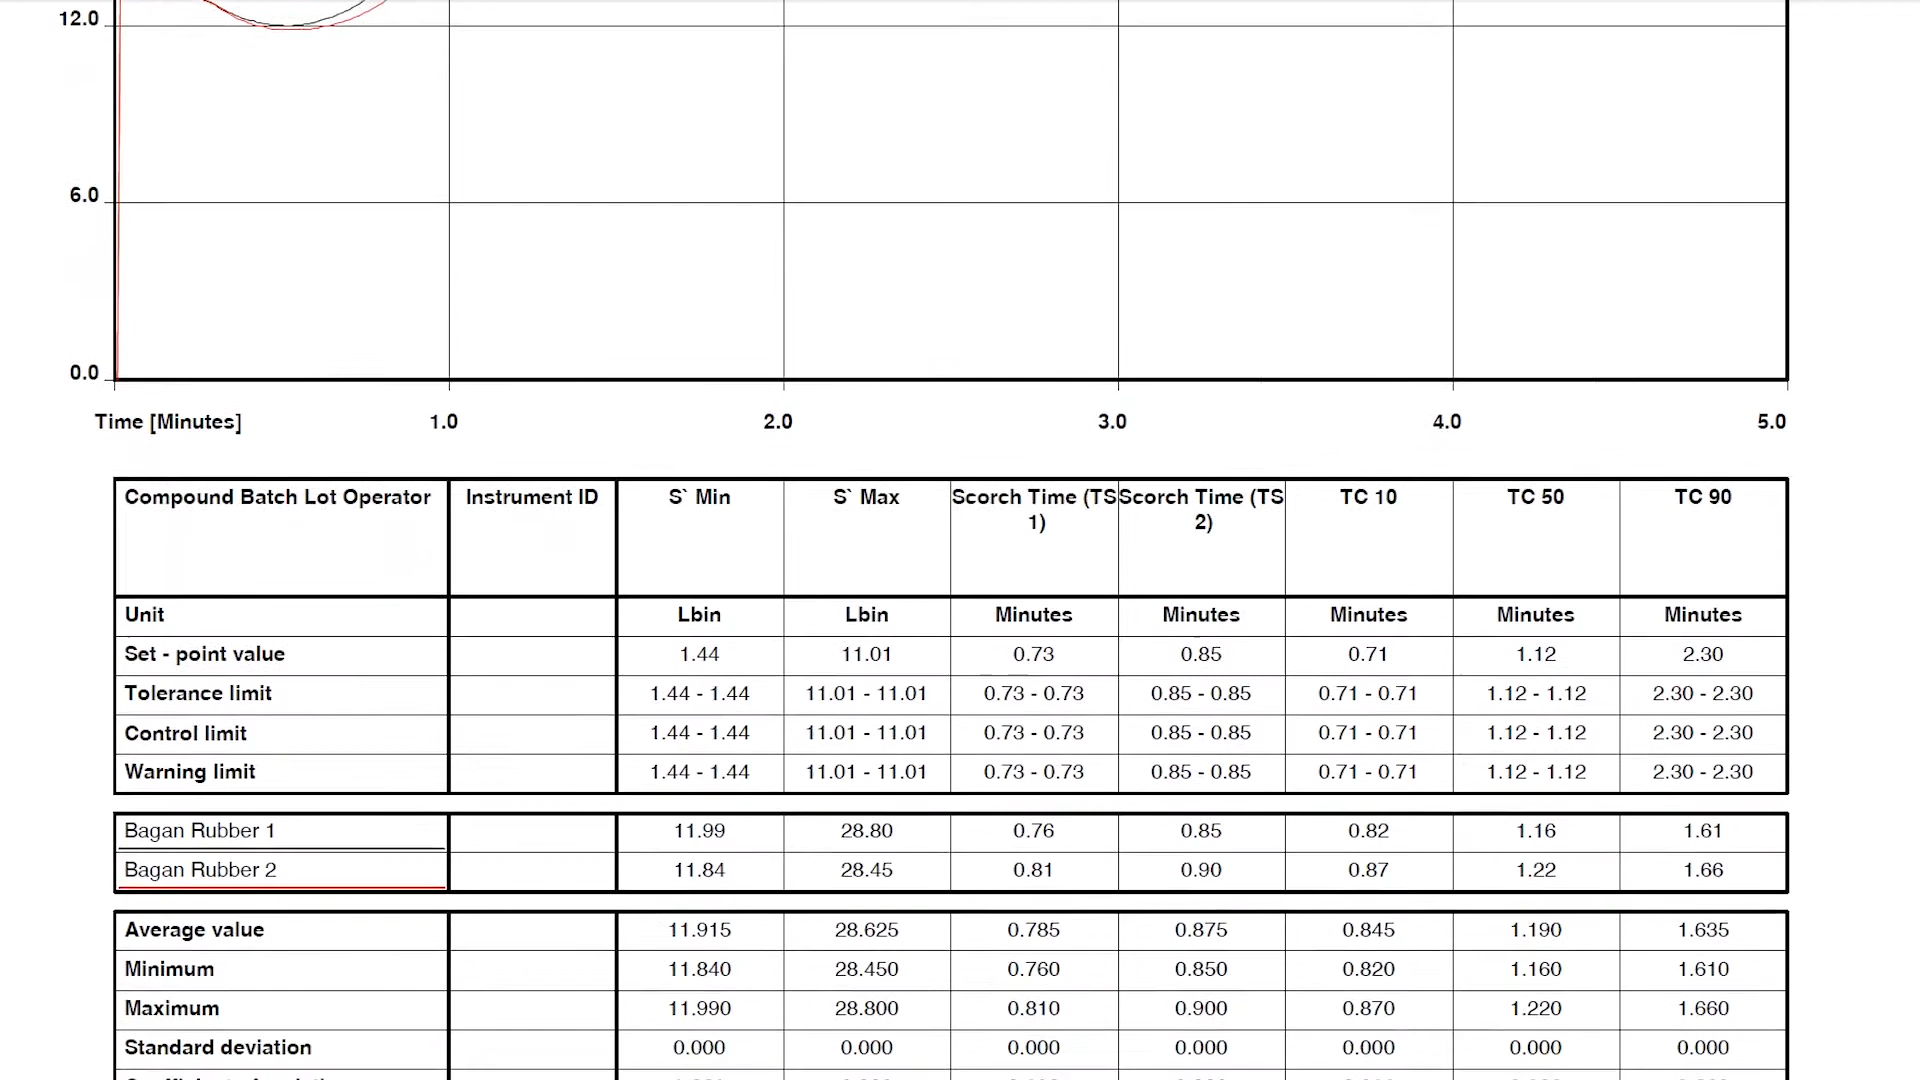 12.0
6.0
0.0
Time [Minutes] 1.0 2.0 3.0 4.0 5.0
Compound Batch Lot Operator Instrument ID S` Min S` Max Scorch Time (TS 1) Scorch Time (TS 2) TC 10 TC 50 TC 90
Unit Lbin Lbin Minutes Minutes Minutes Minutes Minutes
Set - point value 1.44 11.01 0.73 0.85 0.71 1.12 2.30
Tolerance limit 1.44 - 1.44 11.01 - 11.01 0.73 - 0.73 0.85 - 0.85 0.71 - 0.71 1.12 - 1.12 2.30 - 2.30
Control limit 1.44 - 1.44 11.01 - 11.01 0.73 - 0.73 0.85 - 0.85 0.71 - 0.71 1.12 - 1.12 2.30 - 2.30
Warning limit 1.44 - 1.44 11.01 - 11.01 0.73 - 0.73 0.85 - 0.85 0.71 - 0.71 1.12 - 1.12 2.30 - 2.30
Bagan Rubber 1 11.99 28.80 0.76 0.85 0.82 1.16 1.61
Bagan Rubber 2 11.84 28.45 0.81 0.90 0.87 1.22 1.66
Average value 11.915 28.625 0.785 0.875 0.845 1.190 1.635
Minimum 11.840 28.450 0.760 0.850 0.820 1.160 1.610
Maximum 11.990 28.800 0.810 0.900 0.870 1.220 1.660
Standard deviation 0.000 0.000 0.000 0.000 0.000 0.000 0.000